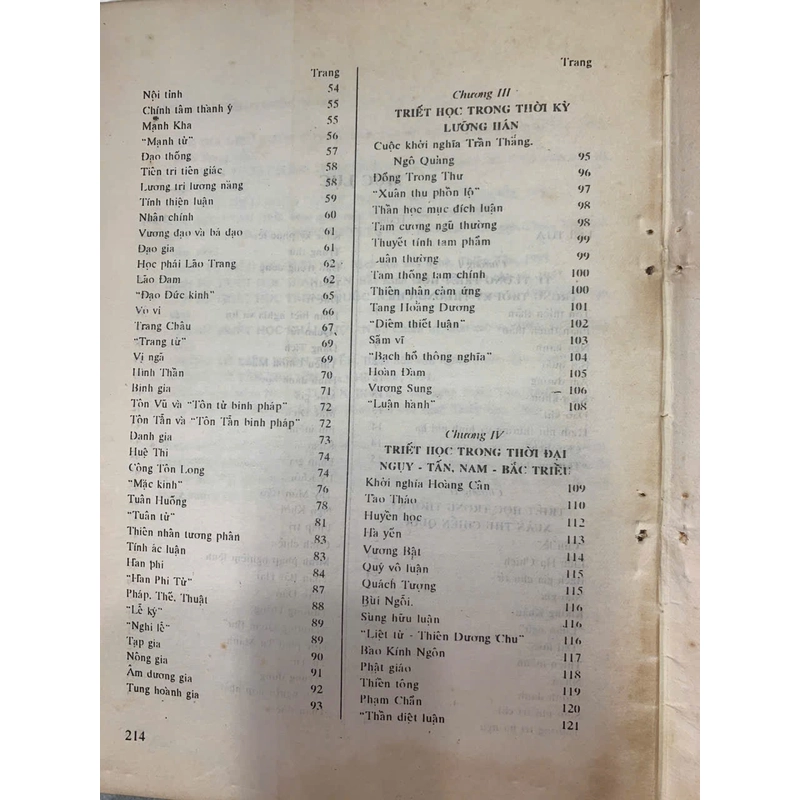 Trang
Nội tỉnh 54
Chính tâm thành ý 55
Mạnh Kha 55
"Mạnh tử" 56
Đạo thống 57
Tiên tri tiên giác 58
Lương tri lương năng 58
Tính thiện luận 59
Nhân chính 60
Vương đạo và bá đạo 61
Đạo gia 61
Học phái Lão Trang 62
Lão Đam 62
"Đạo Đức kinh" 65
Vô vi 66
Trang Châu 67
"Trang tử" 69
Vị ngã 69
Hình Thần 70
Binh gia 71
Tôn Vũ và "Tôn tử binh pháp" 72
Tôn Tẫn và "Tôn Tẫn binh pháp" 72
Danh gia 73
Huệ Thi 74
Công Tôn Long 74
"Mặc kinh" 76
Tuân Huống 78
"Tuân tử" 81
Thiên nhân tương phân 83
Tính ác luận 83
Hàn phi 84
"Hàn Phi Tử" 87
Pháp, Thế, Thuật 88
"Lễ ký" 89
"Nghi lễ" 89
Tạp gia 90
Nông gia 91
Âm dương gia 92
Tung hoành gia 93
214
Trang
Chương III
TRIẾT HỌC TRONG THỜI KỲ
LƯỠNG HÁN
Cuộc khởi nghĩa Trần Thắng,
Ngô Quảng 95
Đổng Trong Thư 96
"Xuân thu phồn lộ" 97
Thần học mục đích luận 98
Tam cương ngũ thường 98
Thuyết tính tam phẩm 99
Luân thường 99
Tam thống tam chính 100
Thiên nhân cảm ứng 100
Tang Hoằng Dương 101
"Diêm thiết luận" 102
Sấm vĩ 103
"Bạch hổ thông nghĩa" 104
Hoàn Đàm 105
Vương Sung 106
"Luận hành" 108
Chương IV
TRIẾT HỌC TRONG THỜI ĐẠI
NGỤY - TẤN, NAM - BẮC TRIỀU
Khởi nghĩa Hoàng Cân 109
Tào Tháo 110
Huyền học 112
Hà yến 113
Vương Bật 114
Quý vô luận 115
Quách Tượng 115
Bùi Ngỗi. 116
Sùng hữu luận 116
"Liệt tử - Thiên Dương Chu" 116
Bào Kính Ngôn 117
Phật giáo 118
Thiền tông 119
Phạm Chẩn 120
"Thần diệt luận 121